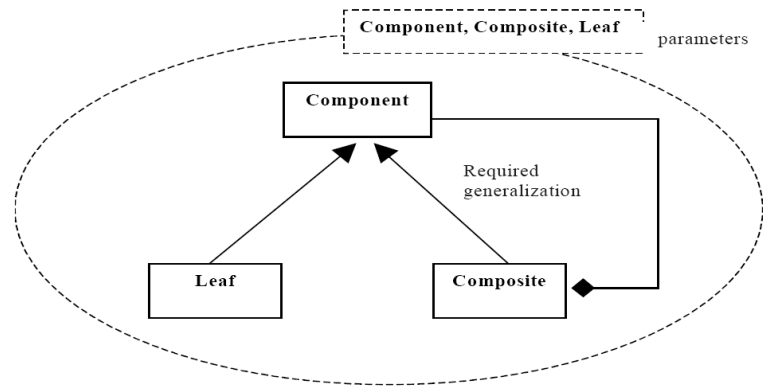 Component, Composite, Leaf
parameters
Component
Required
generalization
Leaf
Composite